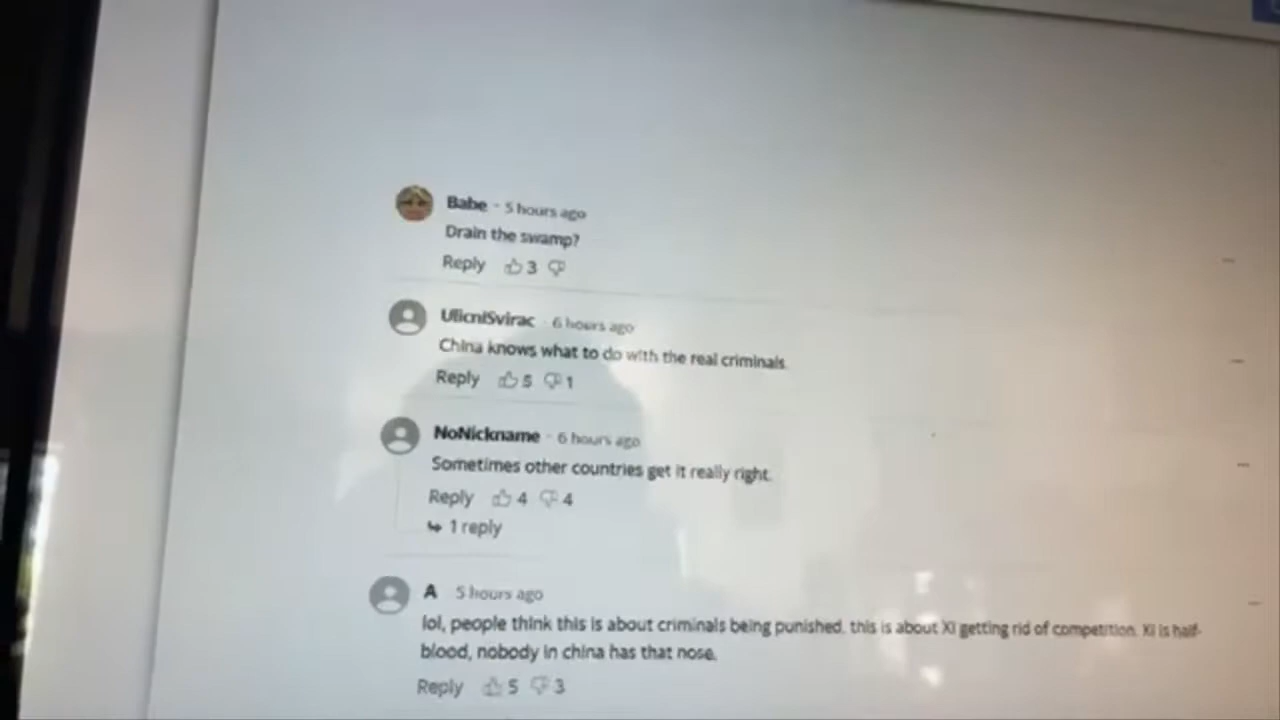 Babe · 5 hours ago
Drain the swamp?
Reply 3
UlicniSvirac · 6 hours ago
China knows what to do with the real criminals.
Reply 5 1
NoNickname · 6 hours ago
Sometimes other countries get it really right.
Reply 4 4
1 reply
A 5 hours ago
lol, people think this is about criminals being punished. this is about XI getting rid of competition. Xi is half-
blood, nobody in china has that nose.
Reply 5 3